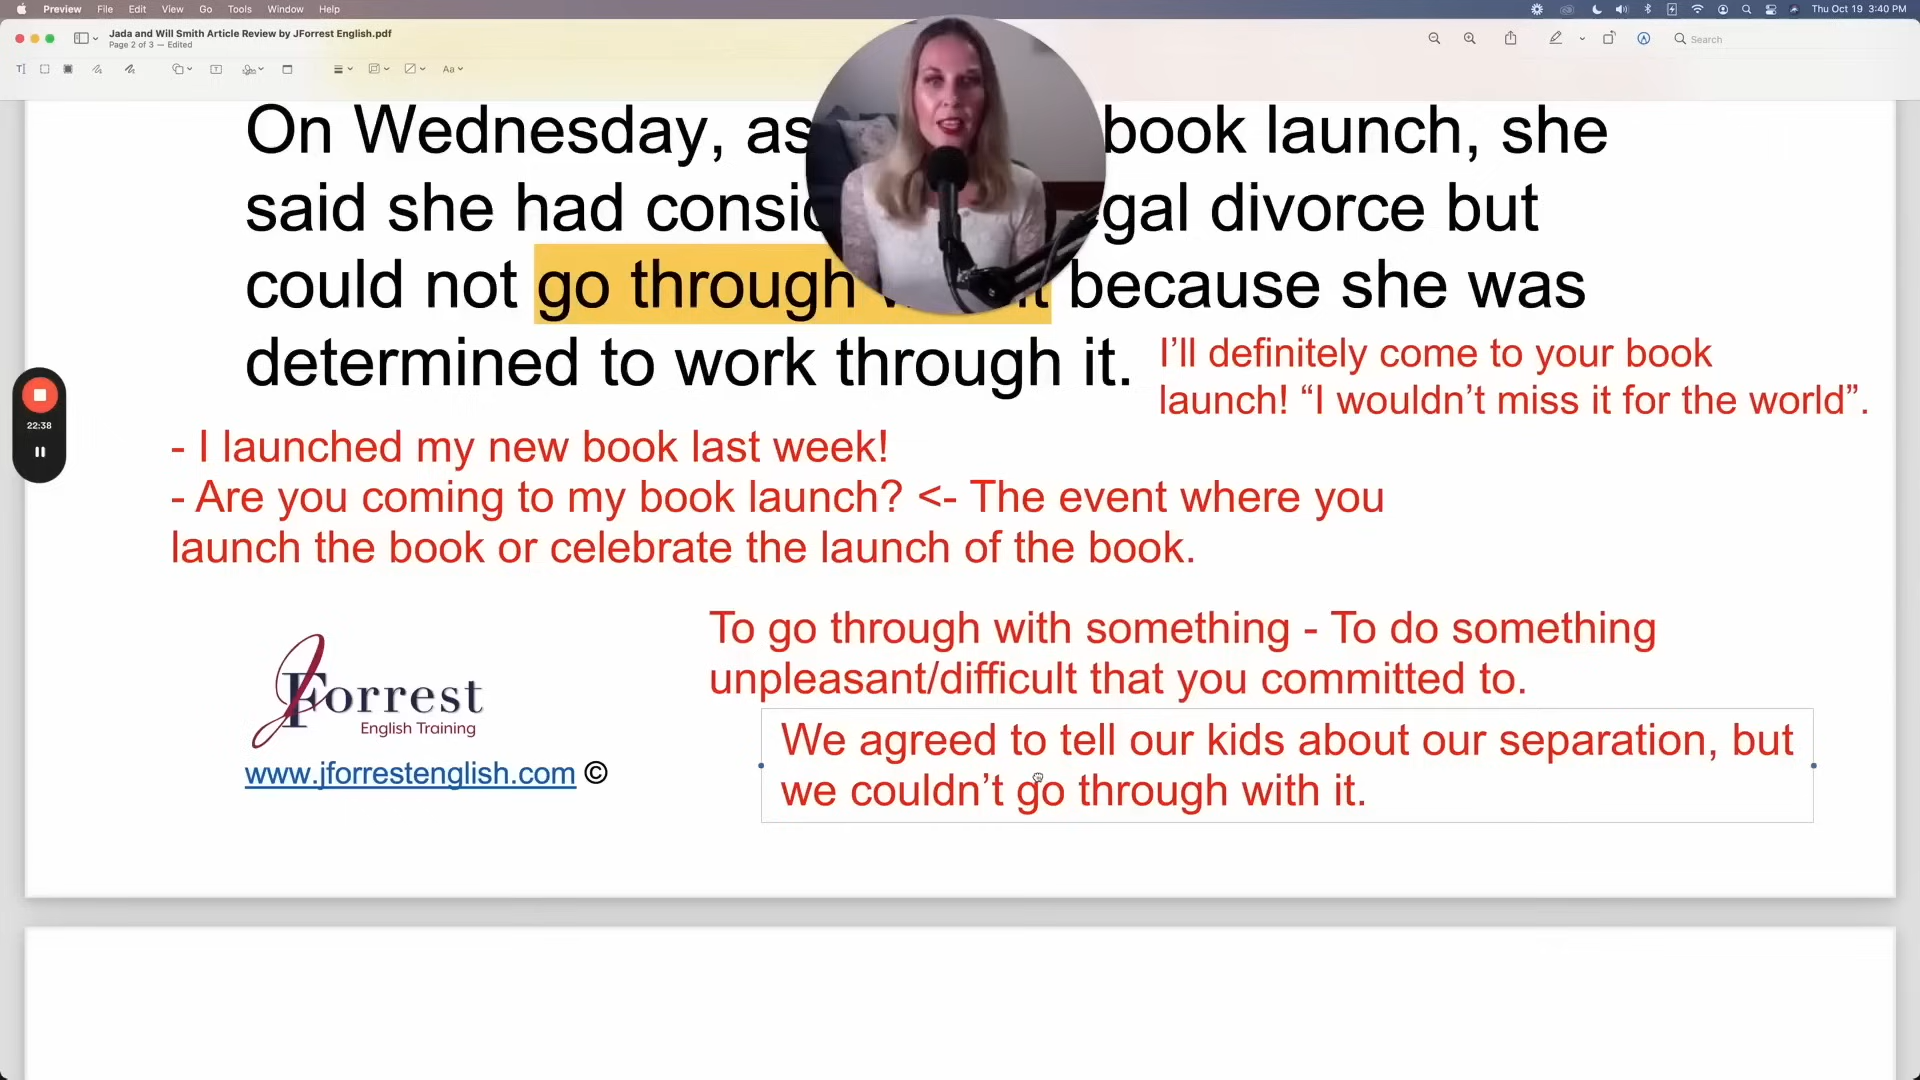 Preview File Edit View Go Tools Window Help
Thu Oct 19 3:40 PM
Jada and Will Smith Article Review by JForrest English.pdf
Page 2 of 3 — Edited
Search
Aa
On Wednesday, as book launch, she
said she had divorce but
could not go through because she was
determined to work through it.
I'll definitely come to your book
launch! “I wouldn't miss it for the world”.
22:38
- I launched my new book last week!
- Are you coming to my book launch? <- The event where you
launch the book or celebrate the launch of the book.
To go through with something - To do something
unpleasant/difficult that you committed to.
JForrest
English Training
We agreed to tell our kids about our separation, but
we couldn't go through with it.
www.jforrestenglish.com ©